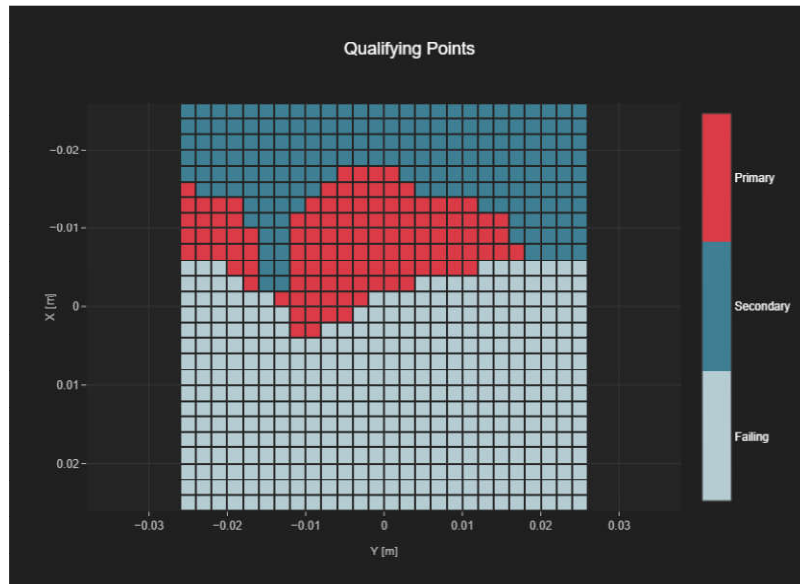 Qualifying Points
−0.02
−0.01
0
0.01
0.02
X [m]
−0.03
−0.02
−0.01
0
0.01
0.02
0.03
Y [m]
Primary
Secondary
Failing